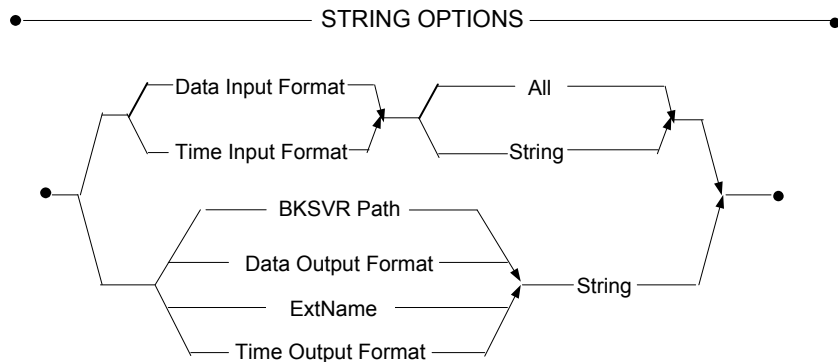 STRING OPTIONS
Data Input Format
All
Time Input Format
String
BKSVR Path
Data Output Format
String
ExtName
Time Output Format